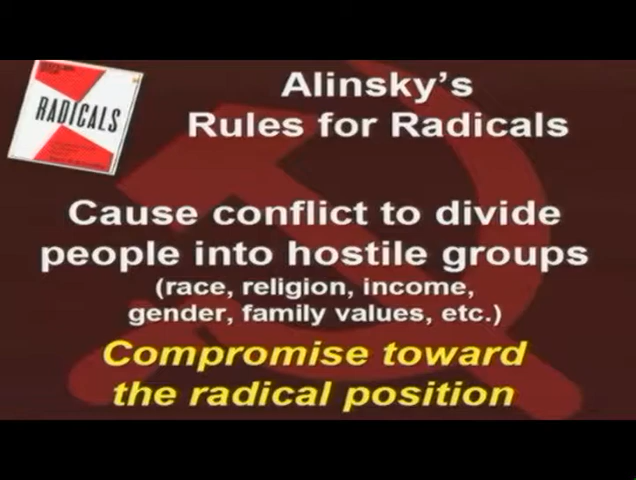 RADICALS
Alinsky's
Rules for Radicals
Cause conflict to divide
people into hostile groups
(race, religion, income,
gender, family values, etc.)
Compromise toward
the radical position